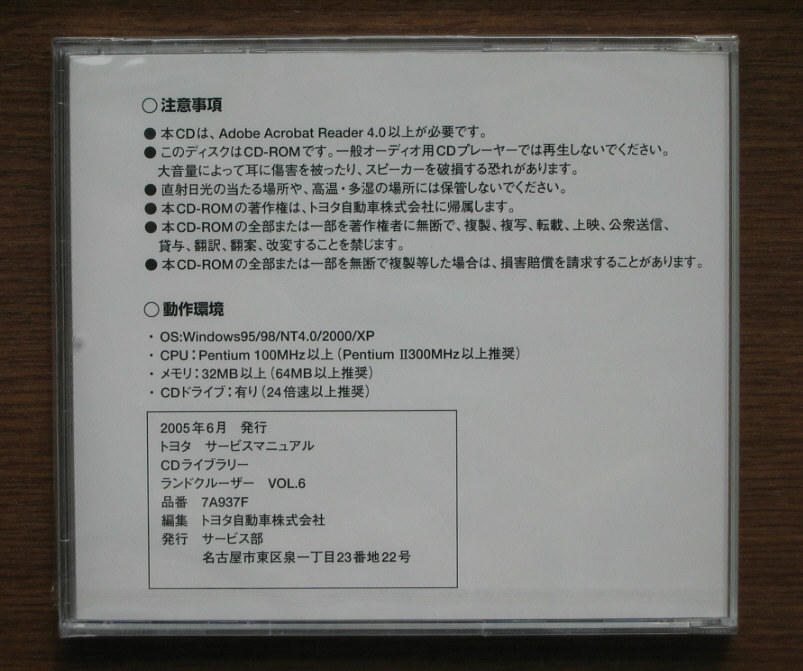 ○注意事項
● 本CDは、Adobe Acrobat Reader 4.0以上が必要です。
● このディスクはCD-ROMです。一般オーディオ用CDプレーヤーでは再生しないでください。
大音量によって耳に傷害を被ったり、スピーカーを破損する恐れがあります。
● 直射日光の当たる場所や、高温・多湿の場所には保管しないでください。
● 本CD-ROMの著作権は、トヨタ自動車株式会社に帰属します。
● 本CD-ROMの全部または一部を著作権者に無断で、複製、複写、転載、上映、公衆送信、
貸与、翻訳、翻案、改変することを禁じます。
● 本CD-ROMの全部または一部を無断で複製等した場合は、損害賠償を請求することがあります。
○動作環境
・ OS:Windows95/98/NT4.0/2000/XP
・ CPU：Pentium 100MHz以上（Pentium II300MHz以上推奨）
・ メモリ：32MB以上（64MB以上推奨）
・ CDドライブ：有り（24倍速以上推奨）
2005年6月 発行
トヨタ サービスマニュアル
CDライブラリー
ランドクルーザー VOL.6
品番 7A937F
編集 トヨタ自動車株式会社
発行 サービス部
名古屋市東区泉一丁目23番地22号